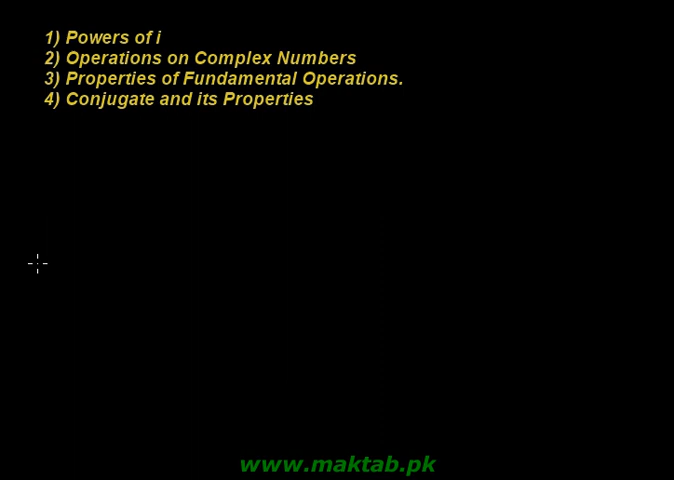 1) Powers of i
2) Operations on Complex Numbers
3) Properties of Fundamental Operations.
4) Conjugate and its Properties
www.maktab.pk